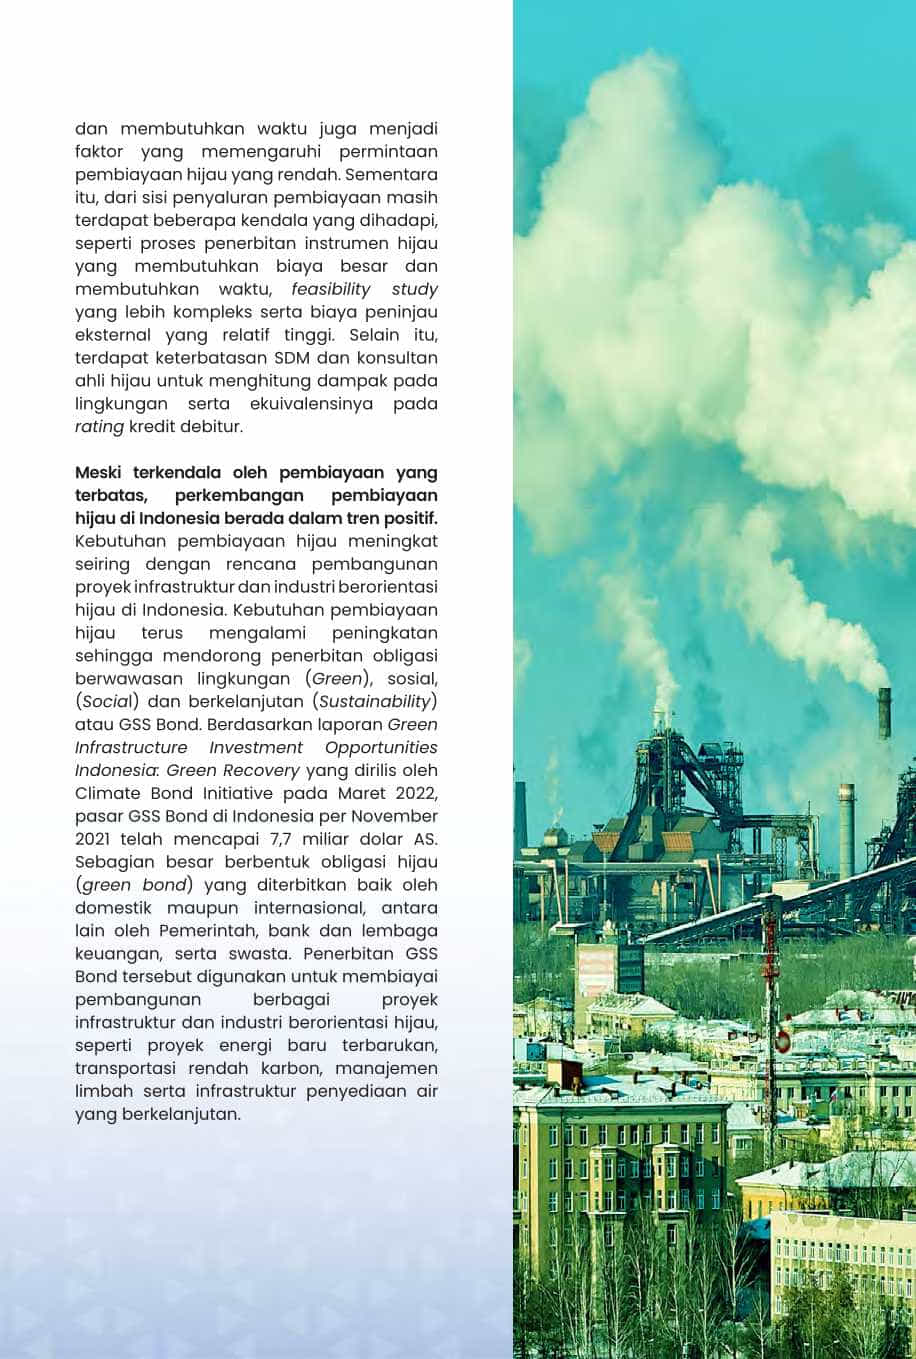 dan membutuhkan waktu juga menjadi
faktor yang memengaruhi permintaan
pembiayaan hijau yang rendah. Sementara
itu, dari sisi penyaluran pembiayaan masih
terdapat beberapa kendala yang dihadapi,
seperti proses penerbitan instrumen hijau
yang membutuhkan biaya besar dan
membutuhkan waktu, feasibility study
yang lebih kompleks serta biaya peninjau
eksternal yang relatif tinggi. Selain itu,
terdapat keterbatasan SDM dan konsultan
ahli hijau untuk menghitung dampak pada
lingkungan serta ekuivalensinya pada
rating kredit debitur.
Meski terkendala oleh pembiayaan yang
terbatas, perkembangan pembiayaan
hijau di Indonesia berada dalam tren positif.
Kebutuhan pembiayaan hijau meningkat
seiring dengan rencana pembangunan
proyek infrastruktur dan industri berorientasi
hijau di Indonesia. Kebutuhan pembiayaan
hijau terus mengalami peningkatan
sehingga mendorong penerbitan obligasi
berwawasan lingkungan (Green), sosial,
(Social) dan berkelanjutan (Sustainability)
atau GSS Bond. Berdasarkan laporan Green
Infrastructure Investment Opportunities
Indonesia: Green Recovery yang dirilis oleh
Climate Bond Initiative pada Maret 2022,
pasar GSS Bond di Indonesia per November
2021 telah mencapai 7,7 miliar dolar AS.
Sebagian besar berbentuk obligasi hijau
(green bond) yang diterbitkan baik oleh
domestik maupun internasional, antara
lain oleh Pemerintah, bank dan lembaga
keuangan, serta swasta. Penerbitan GSS
Bond tersebut digunakan untuk membiayai
pembangunan berbagai proyek
infrastruktur dan industri berorientasi hijau,
seperti proyek energi baru terbarukan,
transportasi rendah karbon, manajemen
limbah serta infrastruktur penyediaan air
yang berkelanjutan.